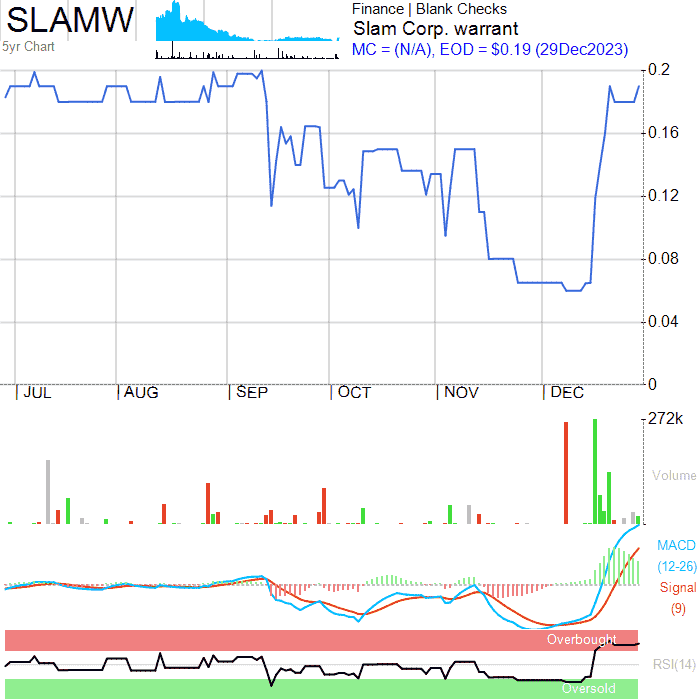 SLAMW
5yr Chart
Finance | Blank Checks
Slam Corp. warrant
MC = (N/A), EOD = $0.19 (29Dec2023)
0.2
0.16
0.12
0.08
0.04
0
JUL AUG SEP OCT NOV DEC
272k
Volume
MACD
(12-26)
Signal
(9)
Overbought
RSI(14)
Oversold